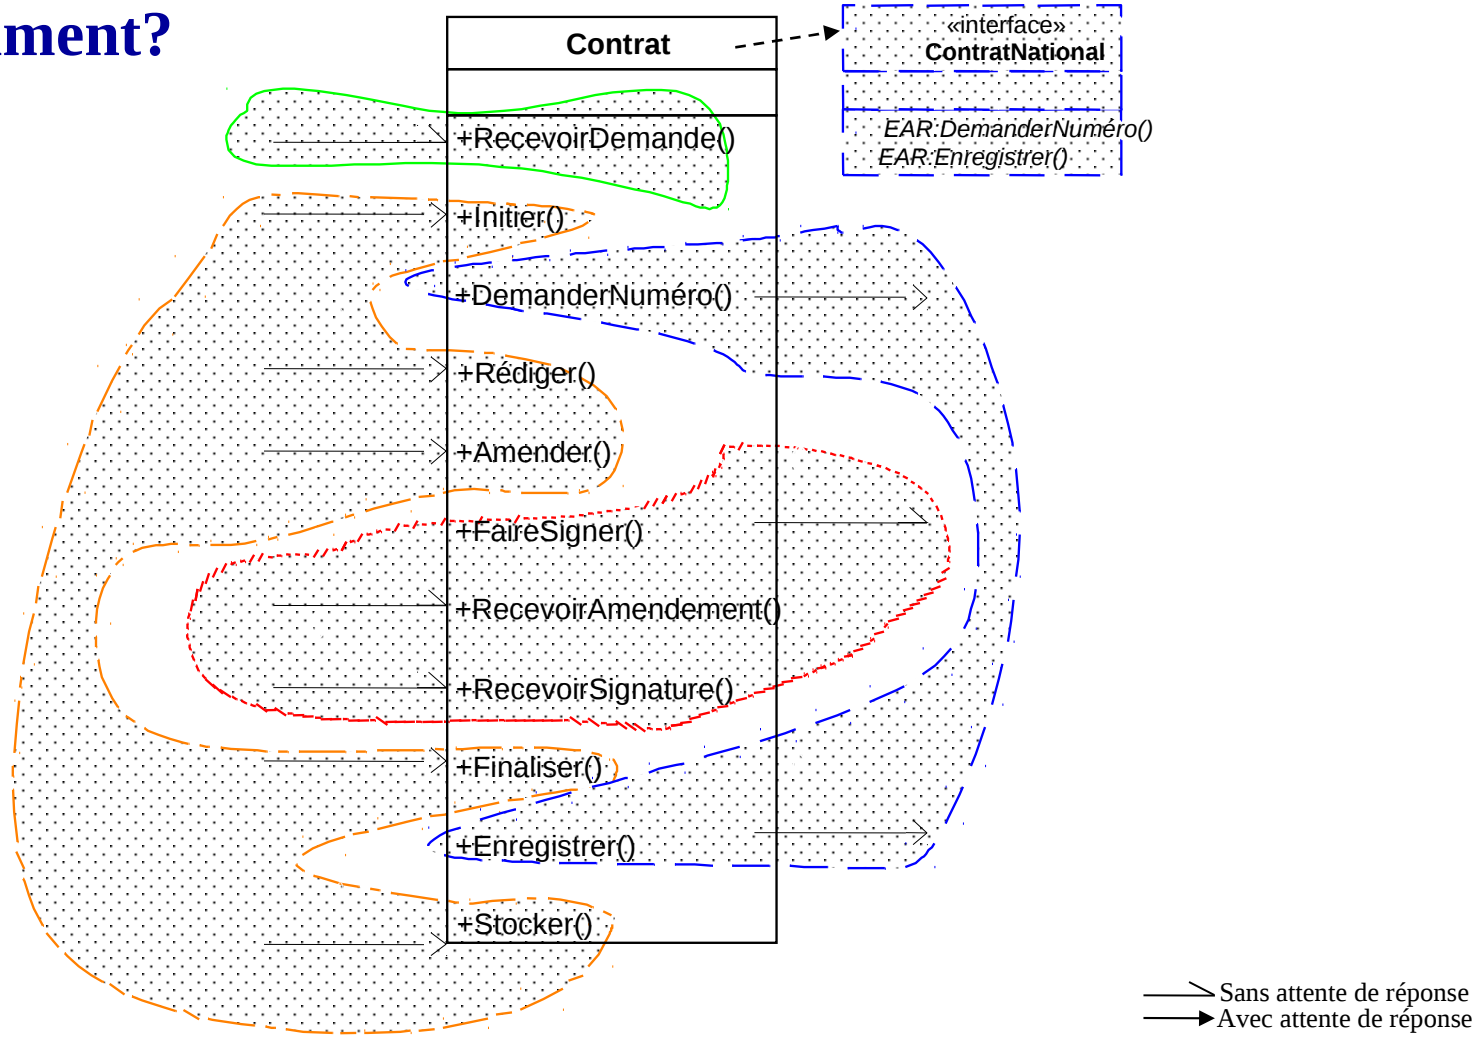 ment?
Contrat
«interface»
ContratNational
EAR:DemanderNuméro()
EAR:Enregistrer()
+RecevoirDemande()
+Initier()
+DemanderNuméro()
+Rédiger()
+Amender()
+FaireSigner()
+RecevoirAmendement()
+RecevoirSignature()
+Finaliser()
+Enregistrer()
+Stocker()
Sans attente de réponse
Avec attente de réponse